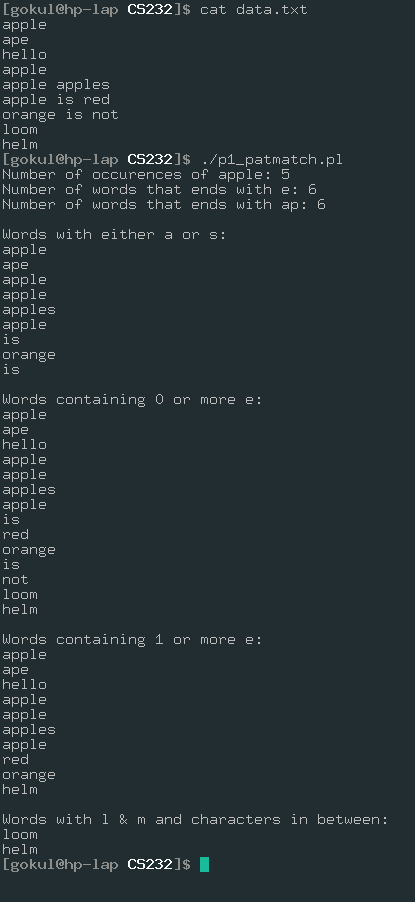 [gokul@hp-lap CS232]$ cat data.txt
apple
ape
hello
apple
apple apples
apple is red
orange is not
loom
helm
[gokul@hp-lap CS232]$ ./p1_patmatch.pl
Number of occurences of apple: 5
Number of words that ends with e: 6
Number of words that ends with ap: 6
Words with either a or s:
apple
ape
apple
apple
apples
apple
is
orange
is
Words containing 0 or more e:
apple
ape
hello
apple
apple
apples
apple
is
red
orange
is
not
loom
helm
Words containing 1 or more e:
apple
ape
hello
apple
apple
apples
apple
red
orange
helm
Words with l & m and characters in between:
loom
helm
[gokul@hp-lap CS232]$